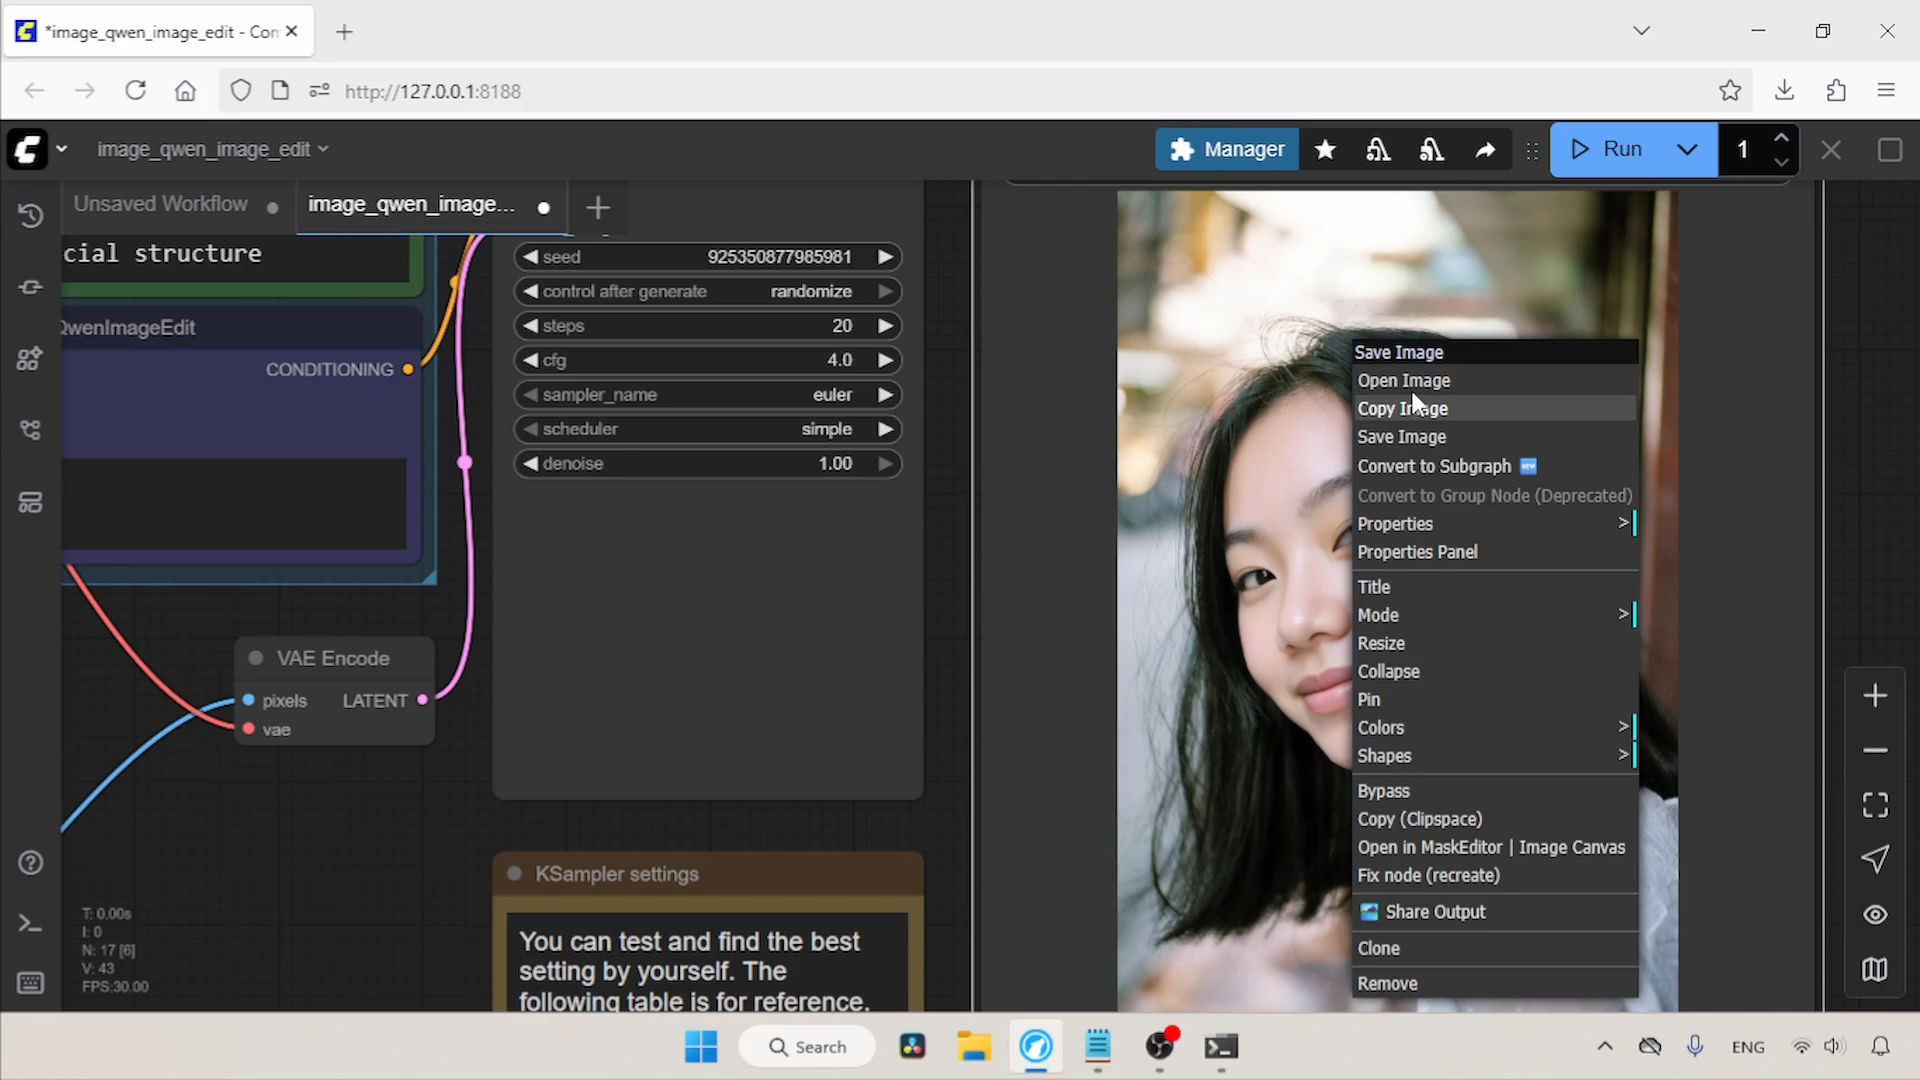 *image_qwen_image_edit - Con
http://127.0.0.1:8188
image_qwen_image_edit
Manager
Run
1
Unsaved Workflow
image_qwen_image...
cial structure
QwenImageEdit
CONDITIONING
seed 925350877985981
control after generate randomize
steps 20
cfg 4.0
sampler_name euler
scheduler simple
denoise 1.00
VAE Encode
pixels LATENT
vae
KSampler settings
You can test and find the best
setting by yourself. The
following table is for reference.
T: 0.00s
I: 0
N: 17 [6]
V: 43
FPS:30.00
Save Image
Open Image
Copy Image
Save Image
Convert to Subgraph NEW
Convert to Group Node (Deprecated)
Properties >
Properties Panel
Title
Mode >
Resize
Collapse
Pin
Colors >
Shapes >
Bypass
Copy (Clipspace)
Open in MaskEditor | Image Canvas
Fix node (recreate)
Share Output
Clone
Remove
Search
ENG